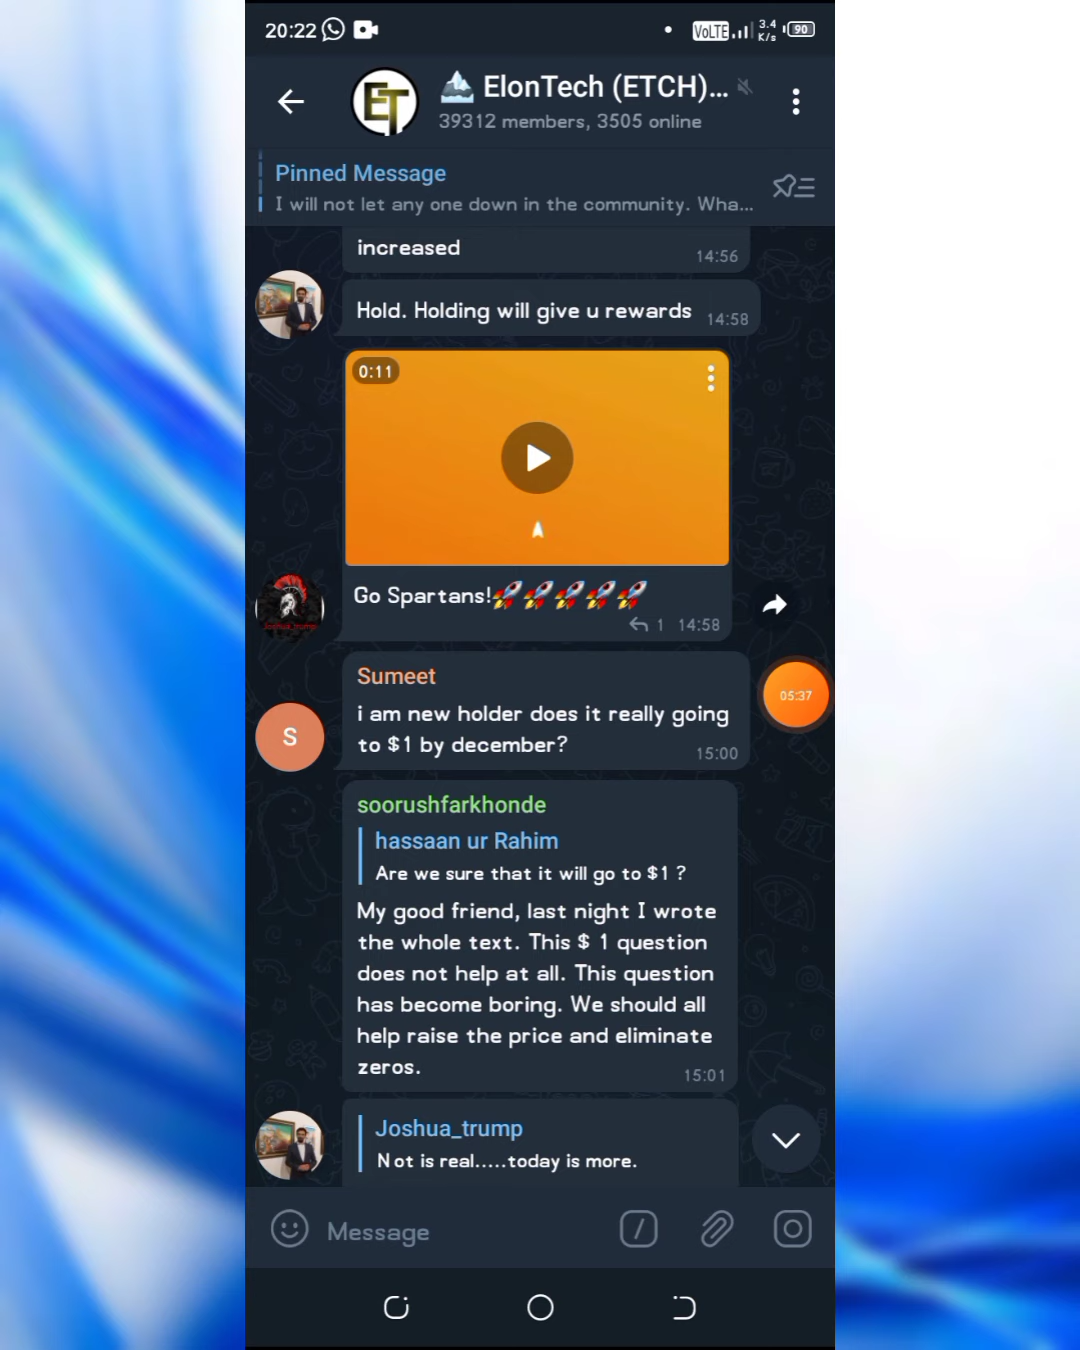 20:22
VoLTE
3.4
K/s
90
ET
ElonTech (ETCH)...
39312 members, 3505 online
Pinned Message
I will not let any one down in the community. Wha...
increased
14:56
Hold. Holding will give u rewards
14:58
0:11
Go Spartans!🚀🚀🚀🚀🚀
1 14:58
Joshua_trump
Sumeet
05:37
i am new holder does it really going
to $1 by december?
S
15:00
soorushfarkhonde
hassaan ur Rahim
Are we sure that it will go to $1 ?
My good friend, last night I wrote
the whole text. This $ 1 question
does not help at all. This question
has become boring. We should all
help raise the price and eliminate
zeros.
15:01
Joshua_trump
Not is real.....today is more.
Message